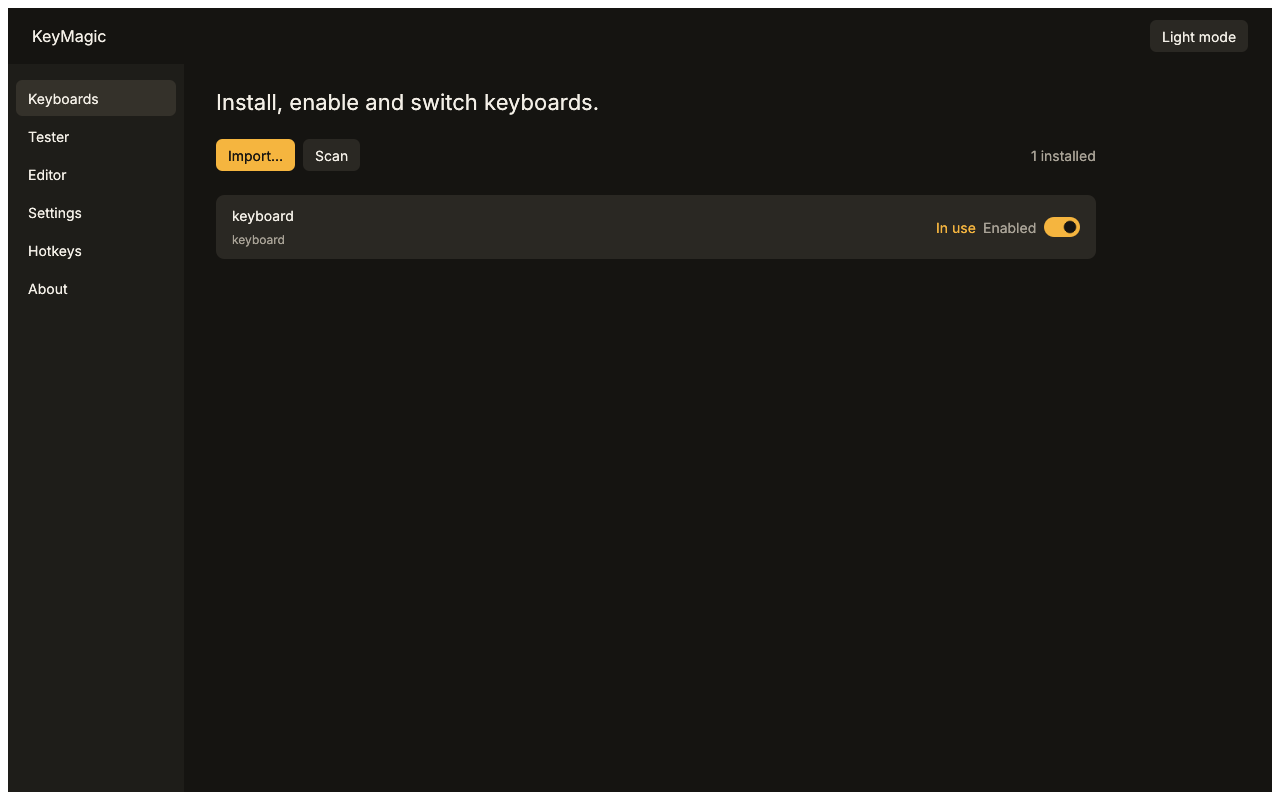 KeyMagic
Light mode
Keyboards
Tester
Editor
Settings
Hotkeys
About
Install, enable and switch keyboards.
Import...
Scan
1 installed
keyboard
keyboard
In use
Enabled